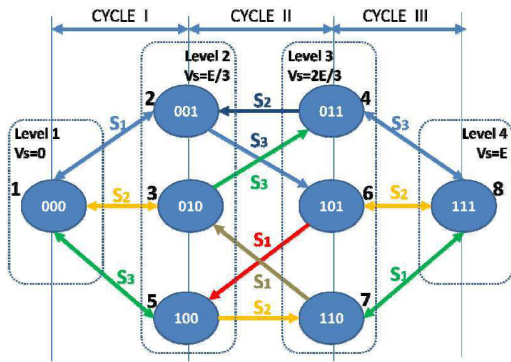 CYCLE I
CYCLE II
CYCLE III
Level 2
Vs=E/3
Level 3
Vs=2E/3
2
001
S2
011
4
Level 1
Vs=0
S1
S3
S3
S3
Level 4
Vs=E
1
000
S2
3
010
101
6
S2
111
8
S3
S1
S1
S1
5
100
S2
110
7